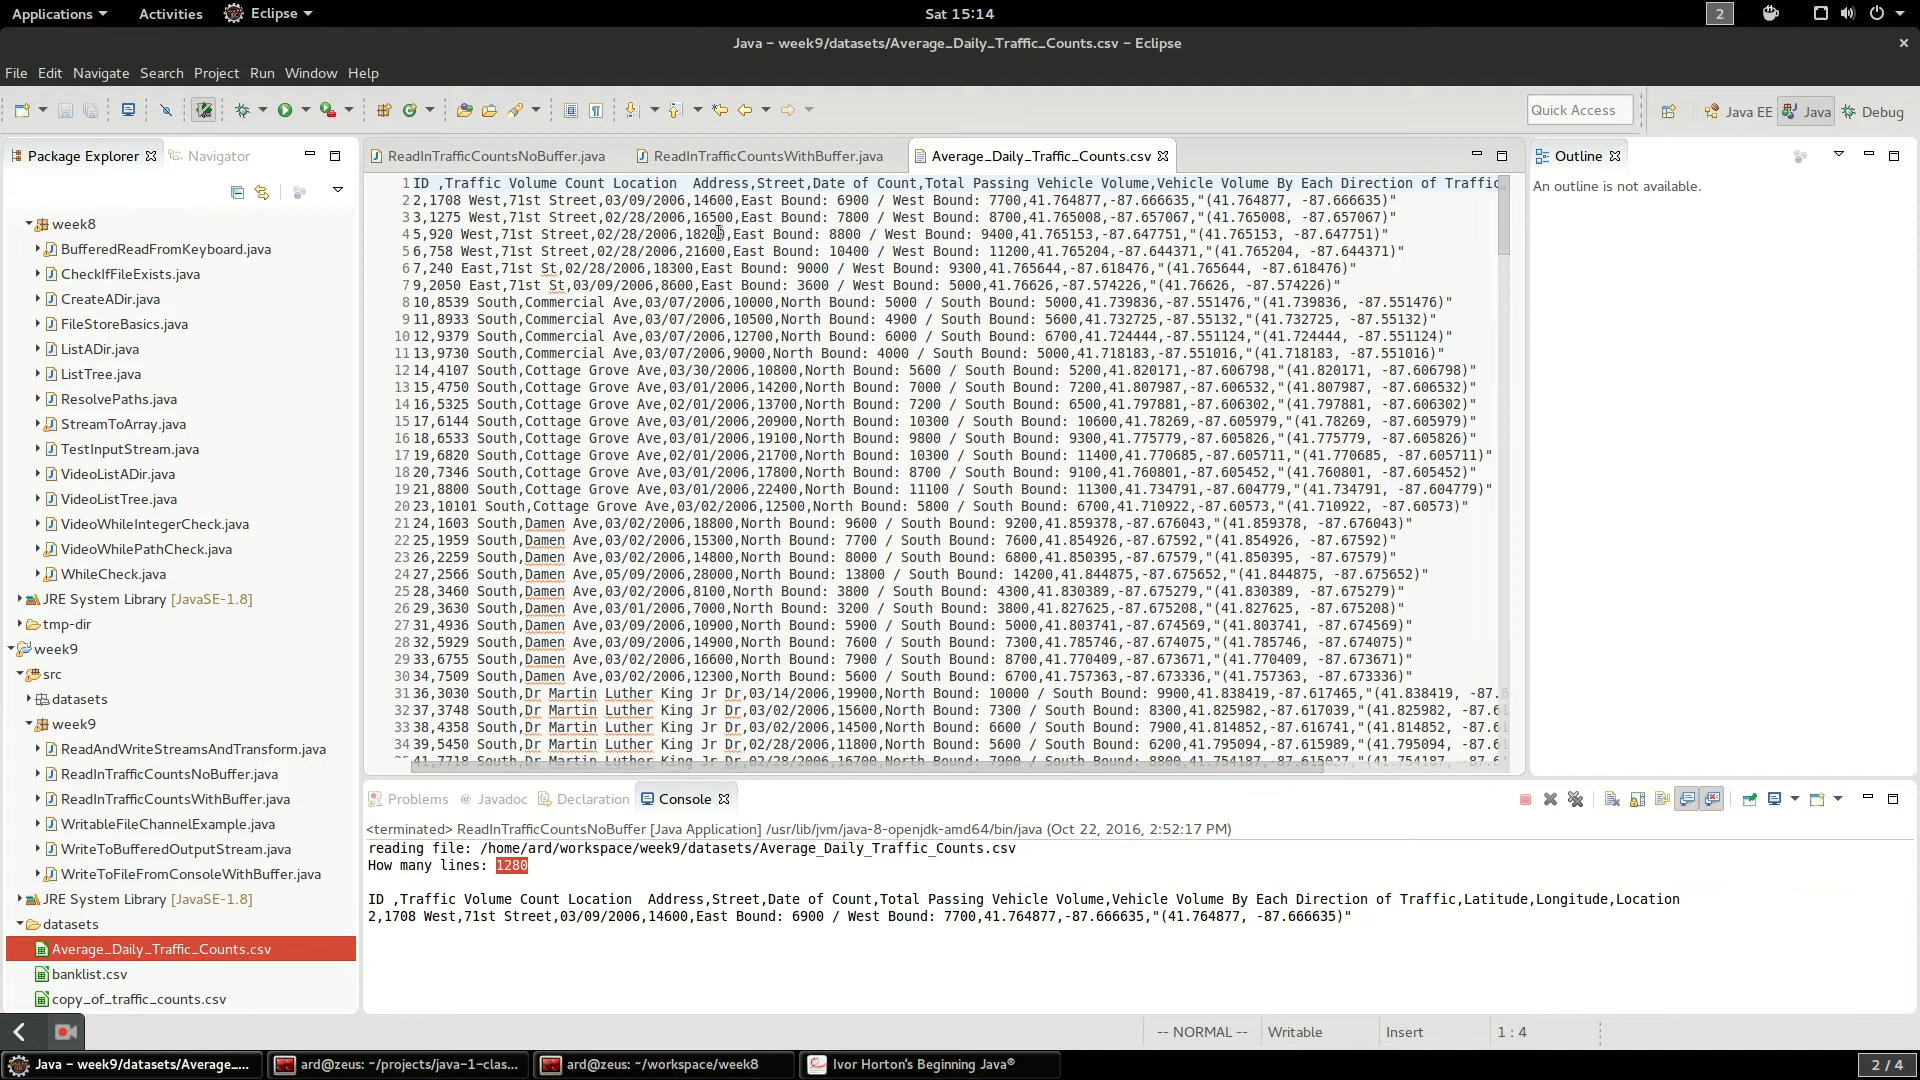 Applications Activities Eclipse Sat 15:14 2
Java – week9/datasets/Average_Daily_Traffic_Counts.csv – Eclipse
File Edit Navigate Search Project Run Window Help
Quick Access Java EE Java Debug
Package Explorer Navigator
week8
BufferedReadFromKeyboard.java
CheckIfFileExists.java
CreateADir.java
FileStoreBasics.java
ListADir.java
ListTree.java
ResolvePaths.java
StreamToArray.java
TestInputStream.java
VideoListADir.java
VideoListTree.java
VideoWhileIntegerCheck.java
VideoWhilePathCheck.java
WhileCheck.java
JRE System Library [JavaSE-1.8]
tmp-dir
week9
src
datasets
week9
ReadAndWriteStreamsAndTransform.java
ReadInTrafficCountsNoBuffer.java
ReadInTrafficCountsWithBuffer.java
WritableFileChannelExample.java
WriteToBufferedOutputStream.java
WriteToFileFromConsoleWithBuffer.java
JRE System Library [JavaSE-1.8]
datasets
Average_Daily_Traffic_Counts.csv
banklist.csv
copy_of_traffic_counts.csv
ReadInTrafficCountsNoBuffer.java ReadInTrafficCountsWithBuffer.java Average_Daily_Traffic_Counts.csv
1 ID ,Traffic Volume Count Location  Address,Street,Date of Count,Total Passing Vehicle Volume,Vehicle Volume By Each Direction of Traffic
2 2,1708 West,71st Street,03/09/2006,14600,East Bound: 6900 / West Bound: 7700,41.764877,-87.666635,"(41.764877, -87.666635)"
3 3,1275 West,71st Street,02/28/2006,16500,East Bound: 7800 / West Bound: 8700,41.765008,-87.657067,"(41.765008, -87.657067)"
4 5,920 West,71st Street,02/28/2006,18200,East Bound: 8800 / West Bound: 9400,41.765153,-87.647751,"(41.765153, -87.647751)"
5 6,758 West,71st Street,02/28/2006,21600,East Bound: 10400 / West Bound: 11200,41.765204,-87.644371,"(41.765204, -87.644371)"
6 7,240 East,71st St,02/28/2006,18300,East Bound: 9000 / West Bound: 9300,41.765644,-87.618476,"(41.765644, -87.618476)"
7 9,2050 East,71st St,03/09/2006,8600,East Bound: 3600 / West Bound: 5000,41.76626,-87.574226,"(41.76626, -87.574226)"
8 10,8539 South,Commercial Ave,03/07/2006,10000,North Bound: 5000 / South Bound: 5000,41.739836,-87.551476,"(41.739836, -87.551476)"
9 11,8933 South,Commercial Ave,03/07/2006,10500,North Bound: 4900 / South Bound: 5600,41.732725,-87.55132,"(41.732725, -87.55132)"
10 12,9379 South,Commercial Ave,03/07/2006,12700,North Bound: 6000 / South Bound: 6700,41.724444,-87.551124,"(41.724444, -87.551124)"
11 13,9730 South,Commercial Ave,03/07/2006,9000,North Bound: 4000 / South Bound: 5000,41.718183,-87.551016,"(41.718183, -87.551016)"
12 14,4107 South,Cottage Grove Ave,03/30/2006,10800,North Bound: 5600 / South Bound: 5200,41.820171,-87.606798,"(41.820171, -87.606798)"
13 15,4750 South,Cottage Grove Ave,03/01/2006,14200,North Bound: 7000 / South Bound: 7200,41.807987,-87.606532,"(41.807987, -87.606532)"
14 16,5325 South,Cottage Grove Ave,02/01/2006,13700,North Bound: 7200 / South Bound: 6500,41.797881,-87.606302,"(41.797881, -87.606302)"
15 17,6144 South,Cottage Grove Ave,03/01/2006,20900,North Bound: 10300 / South Bound: 10600,41.78269,-87.605979,"(41.78269, -87.605979)"
16 18,6533 South,Cottage Grove Ave,03/01/2006,19100,North Bound: 9800 / South Bound: 9300,41.775779,-87.605826,"(41.775779, -87.605826)"
17 19,6820 South,Cottage Grove Ave,02/01/2006,21700,North Bound: 10300 / South Bound: 11400,41.770685,-87.605711,"(41.770685, -87.605711)"
18 20,7346 South,Cottage Grove Ave,03/01/2006,17800,North Bound: 8700 / South Bound: 9100,41.760801,-87.605452,"(41.760801, -87.605452)"
19 21,8800 South,Cottage Grove Ave,03/01/2006,22400,North Bound: 11100 / South Bound: 11300,41.734791,-87.604779,"(41.734791, -87.604779)"
20 23,10101 South,Cottage Grove Ave,03/02/2006,12500,North Bound: 5800 / South Bound: 6700,41.710922,-87.60573,"(41.710922, -87.60573)"
21 24,1603 South,Damen Ave,03/02/2006,18800,North Bound: 9600 / South Bound: 9200,41.859378,-87.676043,"(41.859378, -87.676043)"
22 25,1959 South,Damen Ave,03/02/2006,15300,North Bound: 7700 / South Bound: 7600,41.854926,-87.67592,"(41.854926, -87.67592)"
23 26,2259 South,Damen Ave,03/02/2006,14800,North Bound: 8000 / South Bound: 6800,41.850395,-87.67579,"(41.850395, -87.67579)"
24 27,2566 South,Damen Ave,05/09/2006,28000,North Bound: 13800 / South Bound: 14200,41.844875,-87.675652,"(41.844875, -87.675652)"
25 28,3460 South,Damen Ave,03/02/2006,8100,North Bound: 3800 / South Bound: 4300,41.830389,-87.675279,"(41.830389, -87.675279)"
26 29,3630 South,Damen Ave,03/01/2006,7000,North Bound: 3200 / South Bound: 3800,41.827625,-87.675208,"(41.827625, -87.675208)"
27 31,4936 South,Damen Ave,03/09/2006,10900,North Bound: 5900 / South Bound: 5000,41.803741,-87.674569,"(41.803741, -87.674569)"
28 32,5929 South,Damen Ave,03/09/2006,14900,North Bound: 7600 / South Bound: 7300,41.785746,-87.674075,"(41.785746, -87.674075)"
29 33,6755 South,Damen Ave,03/02/2006,16600,North Bound: 7900 / South Bound: 8700,41.770409,-87.673671,"(41.770409, -87.673671)"
30 34,7509 South,Damen Ave,03/02/2006,12300,North Bound: 5600 / South Bound: 6700,41.757363,-87.673336,"(41.757363, -87.673336)"
31 36,3030 South,Dr Martin Luther King Jr Dr,03/14/2006,19900,North Bound: 10000 / South Bound: 9900,41.838419,-87.617465,"(41.838419, -87.6
32 37,3748 South,Dr Martin Luther King Jr Dr,03/02/2006,15600,North Bound: 7300 / South Bound: 8300,41.825982,-87.617039,"(41.825982, -87.61
33 38,4358 South,Dr Martin Luther King Jr Dr,03/02/2006,14500,North Bound: 6600 / South Bound: 7900,41.814852,-87.616741,"(41.814852, -87.61
34 39,5450 South,Dr Martin Luther King Jr Dr,02/28/2006,11800,North Bound: 5600 / South Bound: 6200,41.795094,-87.615989,"(41.795094, -87.61
41,7718 South,Dr Martin Luther King Jr Dr,02/28/2006,16700,North Bound: 7900 / South Bound: 8800,41.754187,-87.615027,"(41.754187, -87.6
Outline
An outline is not available.
Problems Javadoc Declaration Console
<terminated> ReadInTrafficCountsNoBuffer [Java Application] /usr/lib/jvm/java-8-openjdk-amd64/bin/java (Oct 22, 2016, 2:52:17 PM)
reading file: /home/ard/workspace/week9/datasets/Average_Daily_Traffic_Counts.csv
How many lines: 1280
ID ,Traffic Volume Count Location  Address,Street,Date of Count,Total Passing Vehicle Volume,Vehicle Volume By Each Direction of Traffic,Latitude,Longitude,Location
2,1708 West,71st Street,03/09/2006,14600,East Bound: 6900 / West Bound: 7700,41.764877,-87.666635,"(41.764877, -87.666635)"
-- NORMAL -- Writable Insert 1 : 4
Java – week9/datasets/Average_... ard@zeus: ~/projects/java-1-clas... ard@zeus: ~/workspace/week8 Ivor Horton's Beginning Java® 2 / 4